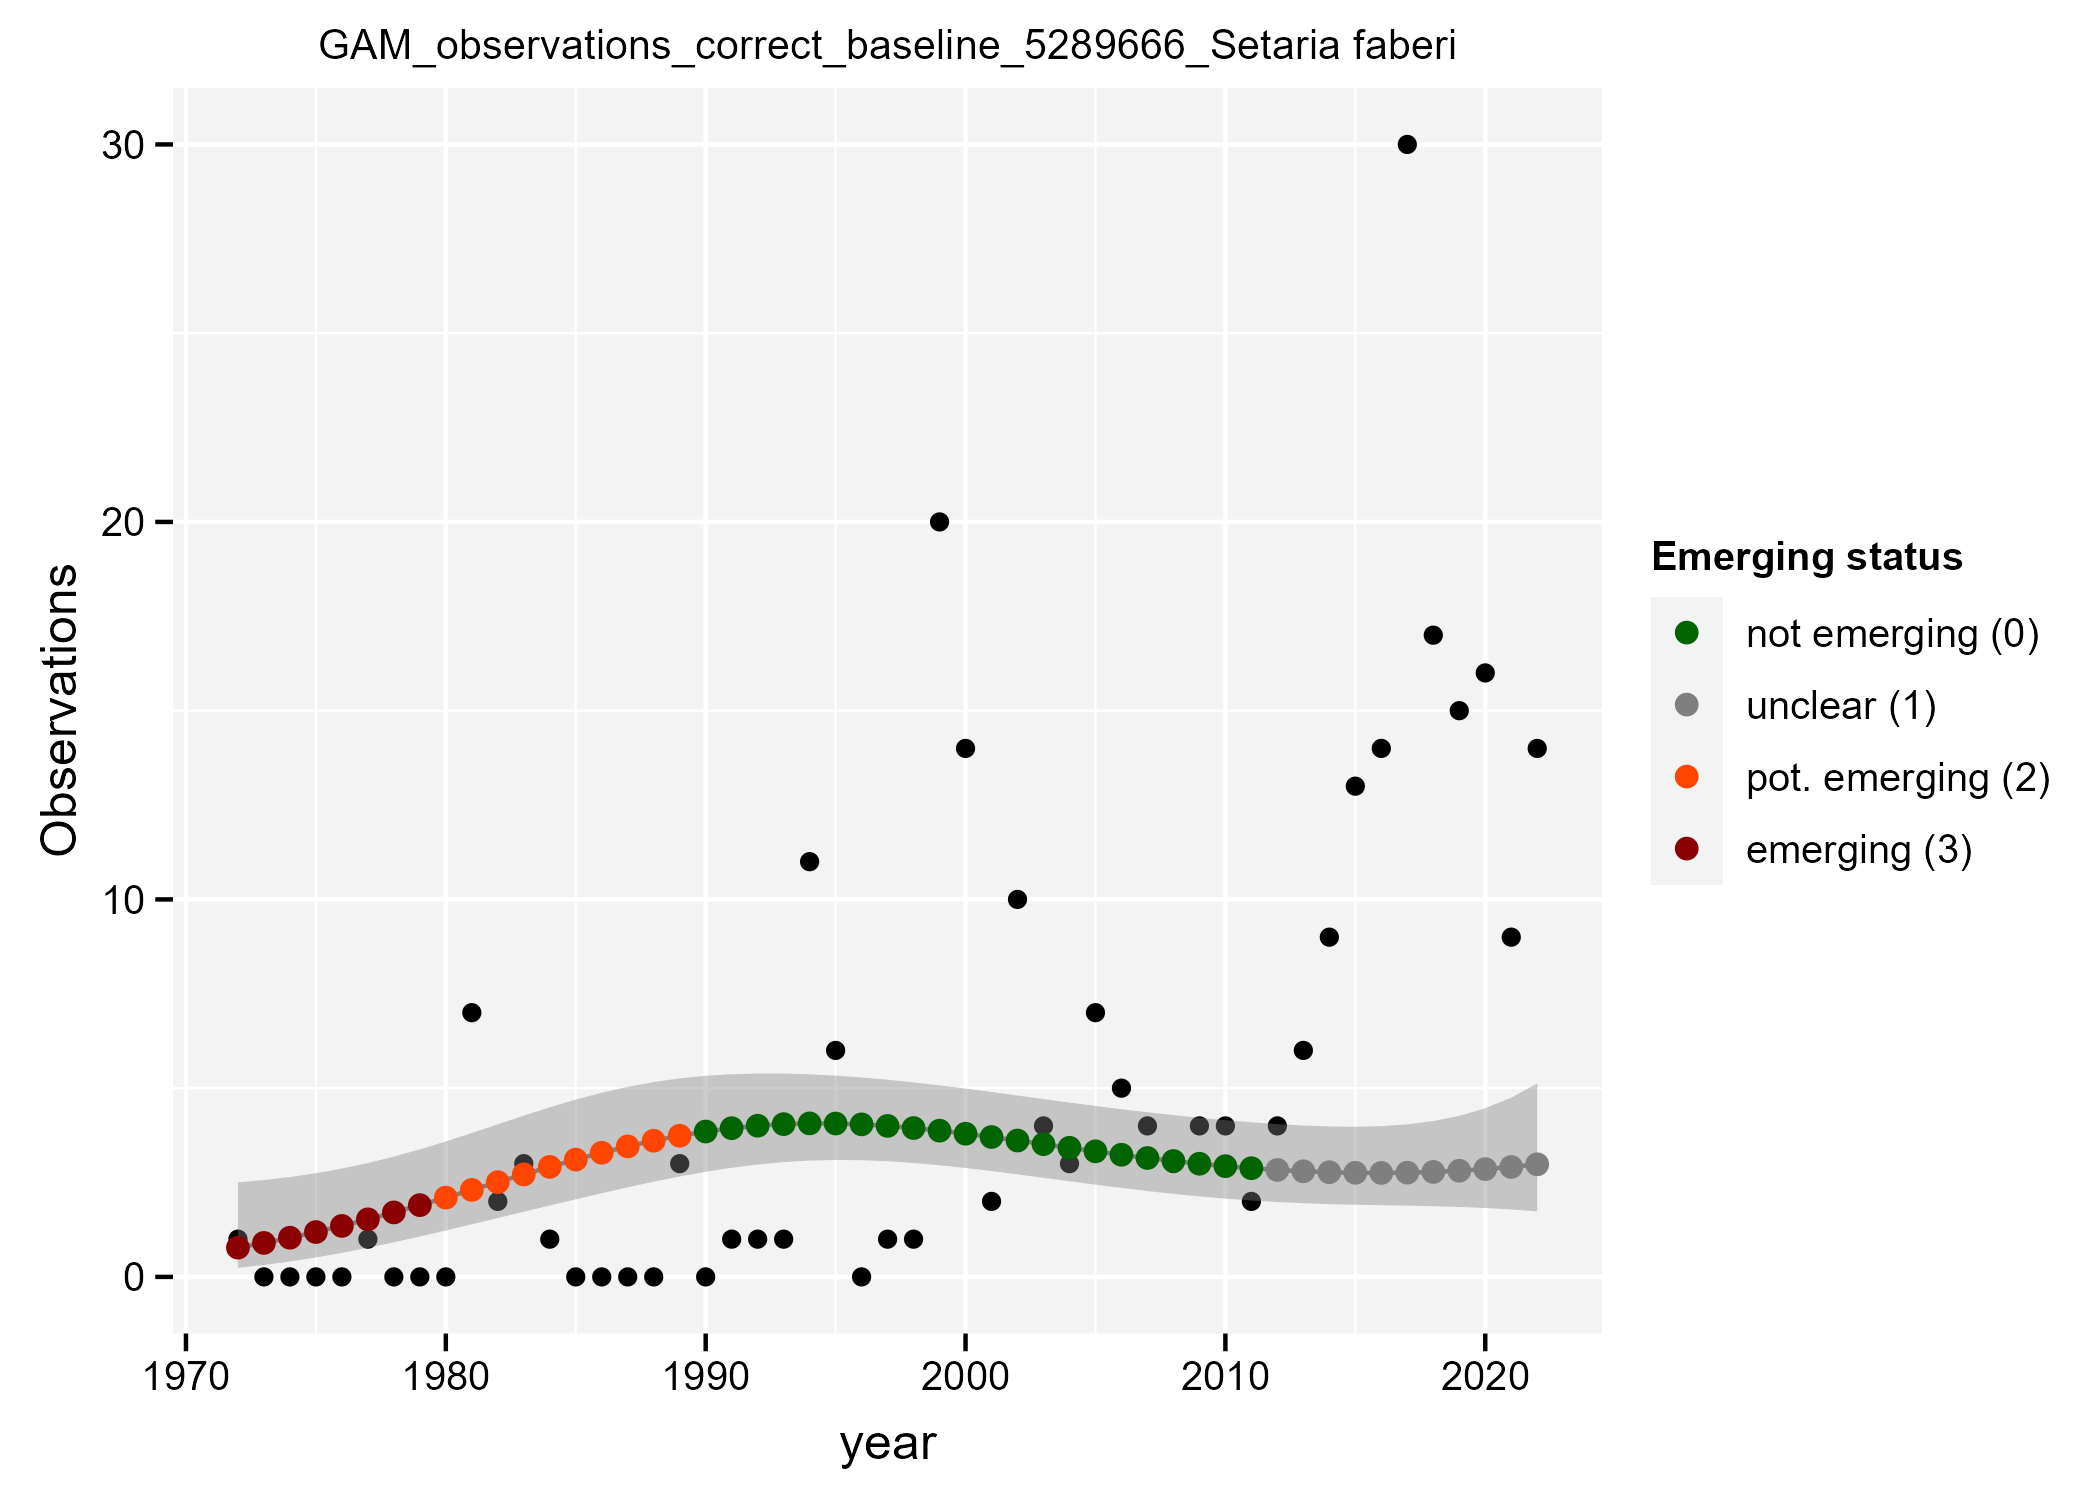 GAM_observations_correct_baseline_5289666_Setaria faberi
30
20
10
0
Observations
1970 1980 1990 2000 2010 2020
year
Emerging status
not emerging (0)
unclear (1)
pot. emerging (2)
emerging (3)